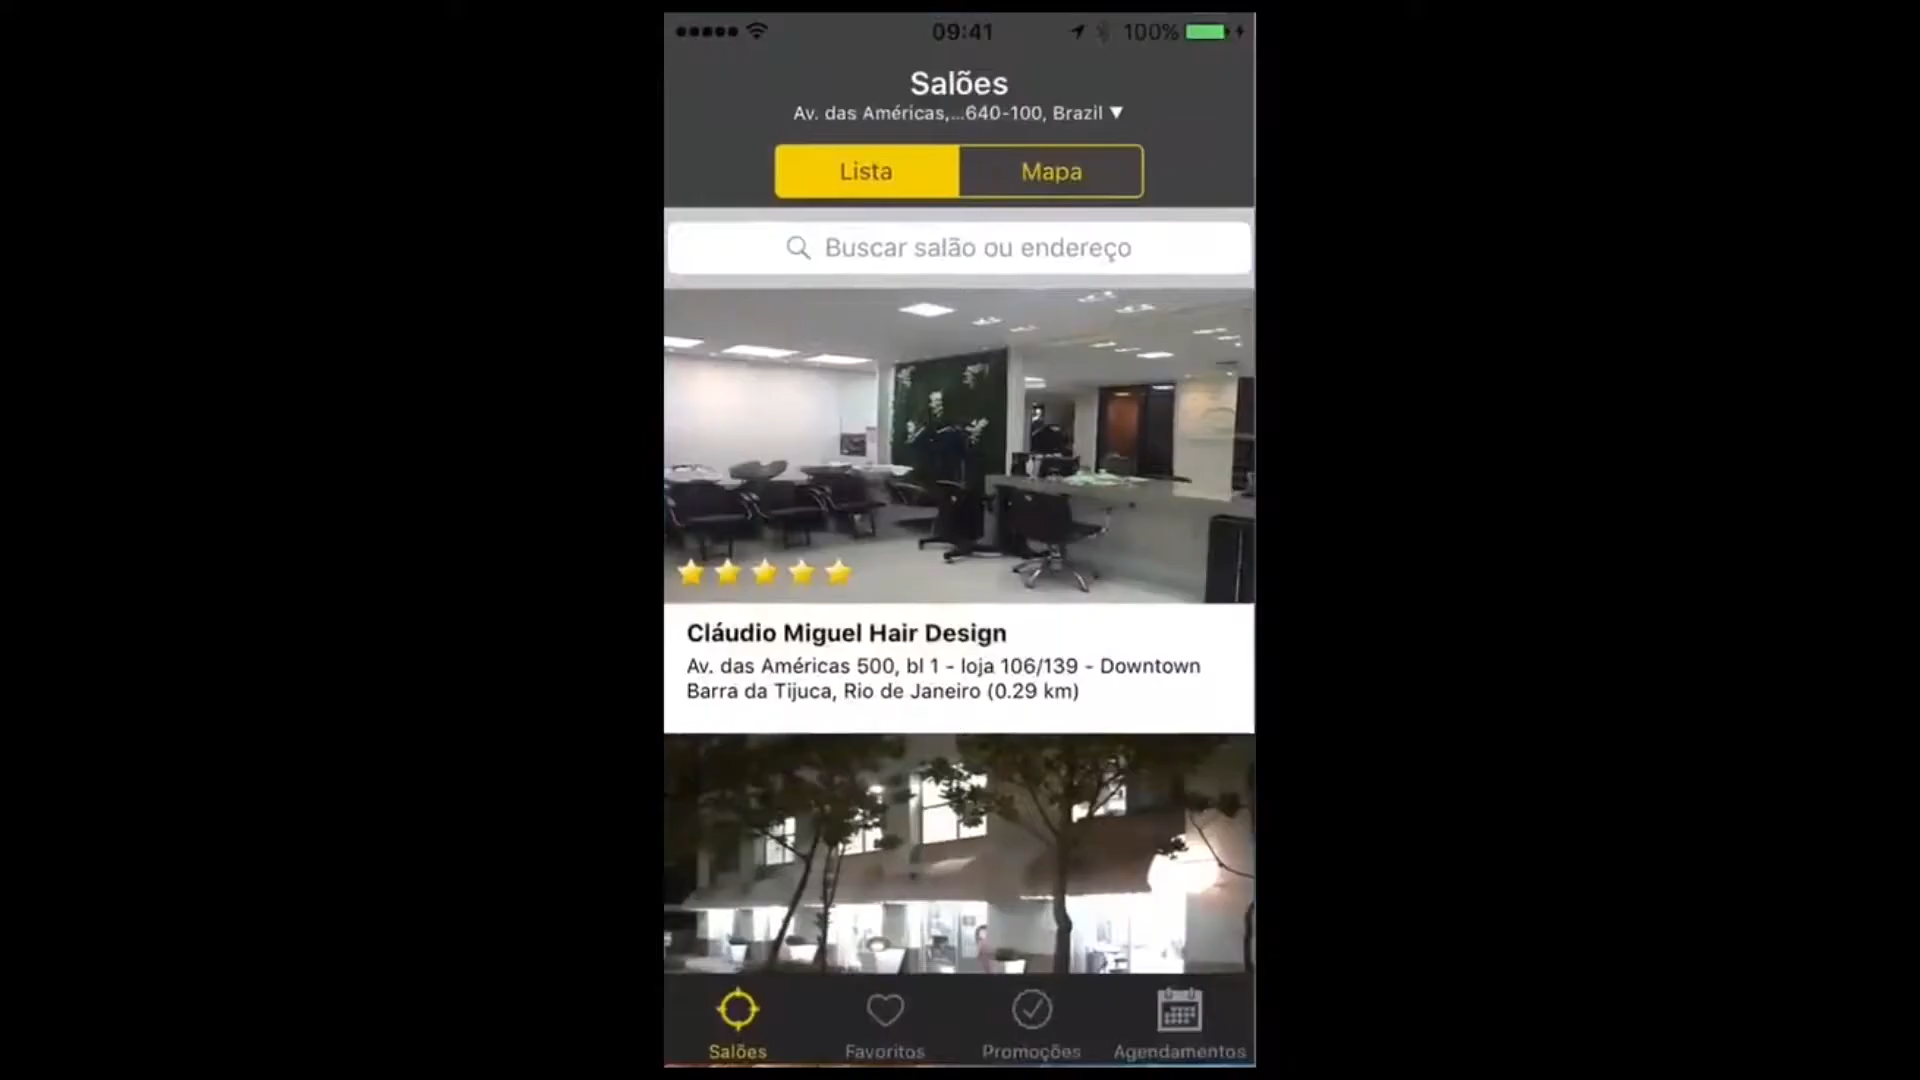 09:41
100%
Salões
Av. das Américas,...640-100, Brazil ▼
Lista
Mapa
Buscar salão ou endereço
Cláudio Miguel Hair Design
Av. das Américas 500, bl 1 - loja 106/139 - Downtown
Barra da Tijuca, Rio de Janeiro (0.29 km)
Salões
Favoritos
Promoções
Agendamentos